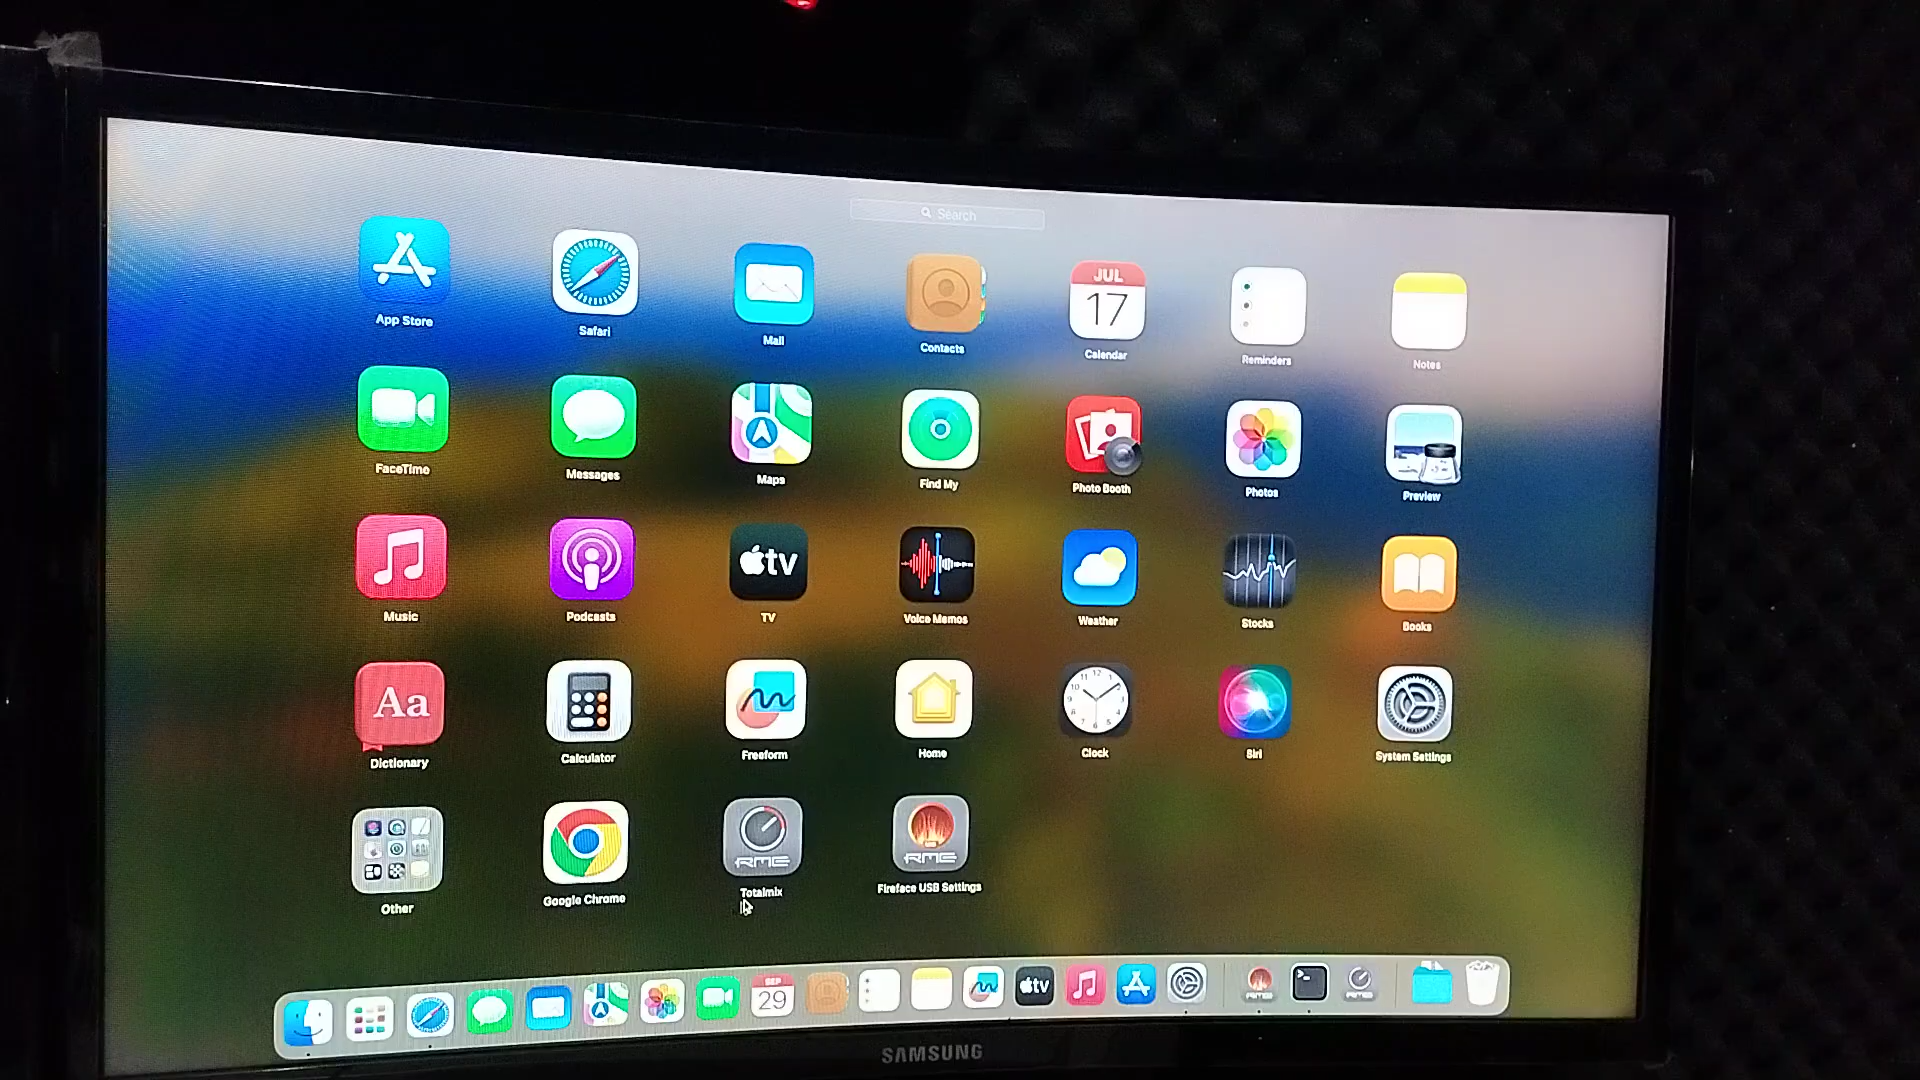 Search
JUL
17
App Store
Safari
Mail
Contacts
Calendar
Reminders
Notes
FaceTime
Messages
Maps
Find My
Photo Booth
Photos
Preview
tv
Music
Podcasts
TV
Voice Memos
Weather
Stocks
Books
Aa
Dictionary
Calculator
Freeform
Home
Clock
Siri
System Settings
RME
RME
Other
Google Chrome
Totalmix
Fireface USB Settings
SEP
29
tv
RME
RME
SAMSUNG